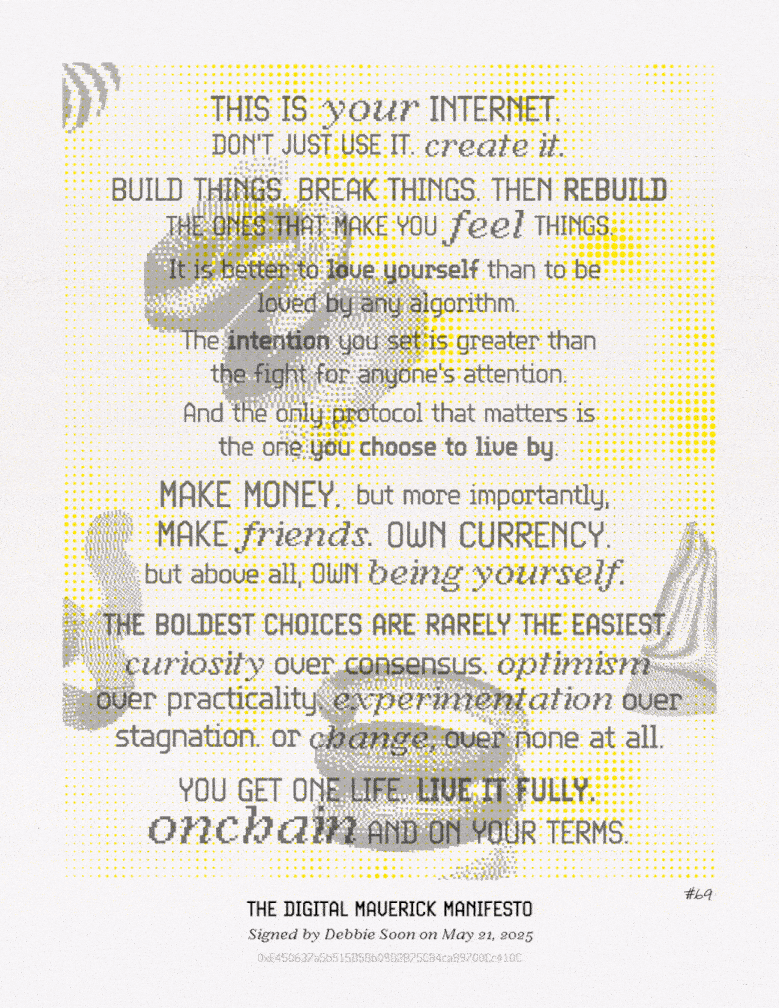 THIS IS your INTERNET.
DON'T JUST USE IT. create it.
BUILD THINGS. BREAK THINGS. THEN REBUILD
THE ONES THAT MAKE YOU feel THINGS.
It is better to love yourself than to be
loved by any algorithm.
The intention you set is greater than
the fight for anyone's attention.
And the only protocol that matters is
the one you choose to live by.
MAKE MONEY. but more importantly,
MAKE friends. OWN CURRENCY.
but above all, OWN being yourself.
THE BOLDEST CHOICES ARE RARELY THE EASIEST.
curiosity over consensus. optimism
over practicality. experimentation over
stagnation. or change, over none at all.
YOU GET ONE LIFE. LIVE IT FULLY.
onchain AND ON YOUR TERMS.
#69
THE DIGITAL MAVERICK MANIFESTO
Signed by Debbie Soon on May 21, 2025